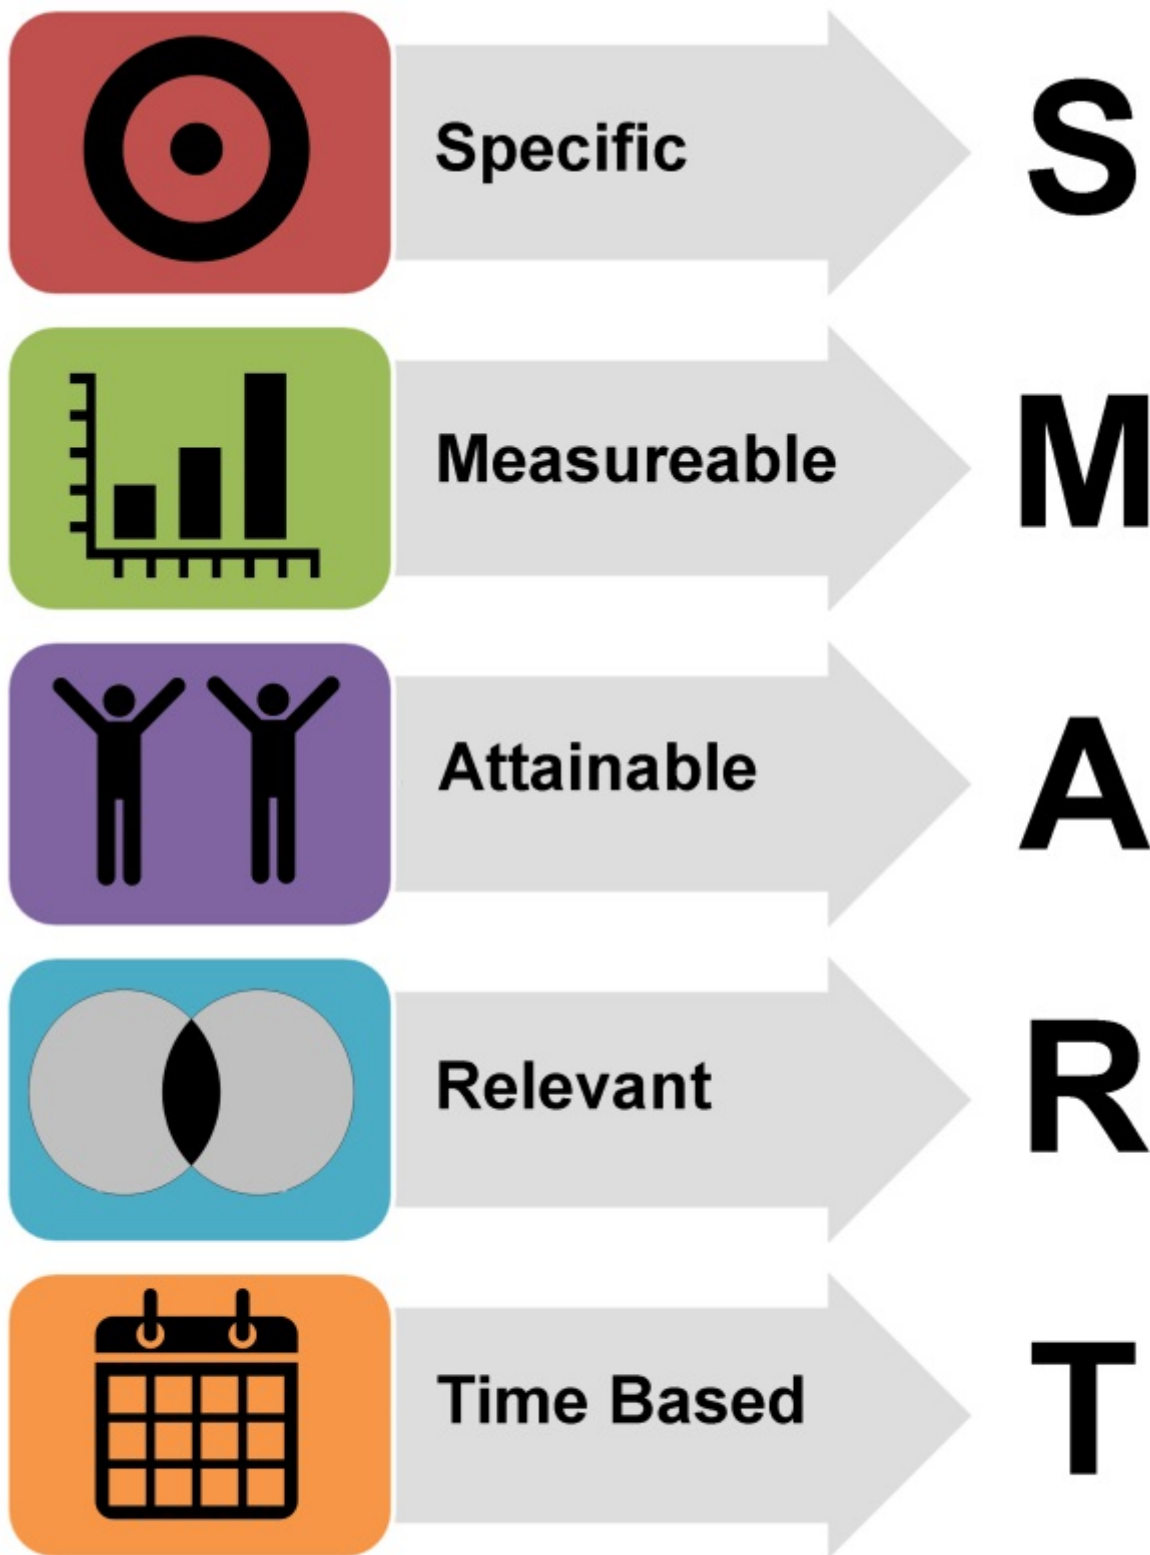 Specific S
Measureable M
Attainable A
Relevant R
Time Based T